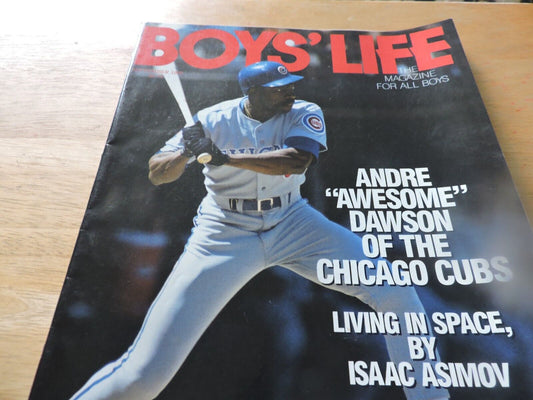 BOYS' LIFE
THE
MAGAZINE
FOR ALL BOYS
ANDRE
“AWESOME”
DAWSON
OF THE
CHICAGO CUBS
LIVING IN SPACE,
BY
ISAAC ASIMOV